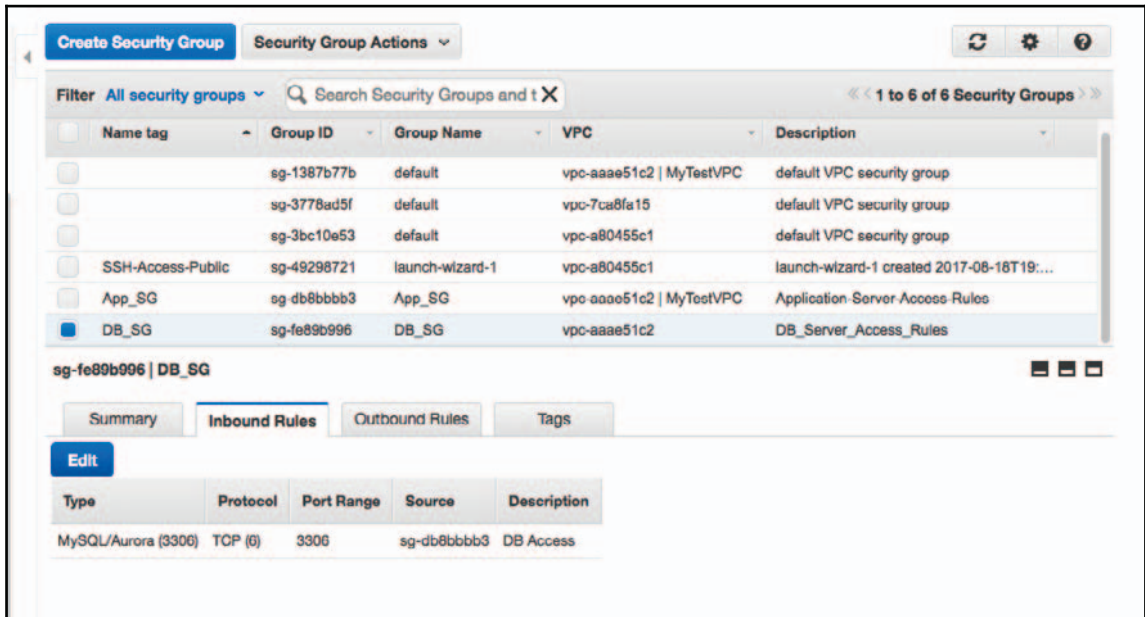 Create Security Group Security Group Actions
Filter All security groups Search Security Groups and t 1 to 6 of 6 Security Groups
Name tag Group ID Group Name VPC Description
sg-1387b77b default vpc-aaae51c2 | MyTestVPC default VPC security group
sg-3778ad5f default vpc-7ca8fa15 default VPC security group
sg-3bc10e53 default vpc-a80455c1 default VPC security group
SSH-Access-Public sg-49298721 launch-wizard-1 vpc-a80455c1 launch-wizard-1 created 2017-08-18T19:...
App_SG sg-db8bbbb3 App_SG vpc-aaae51c2 | MyTestVPC Application-Server-Access-Rules
DB_SG sg-fe89b996 DB_SG vpc-aaae51c2 DB_Server_Access_Rules
sg-fe89b996 | DB_SG
Summary Inbound Rules Outbound Rules Tags
Edit
Type Protocol Port Range Source Description
MySQL/Aurora (3306) TCP (6) 3306 sg-db8bbbb3 DB Access